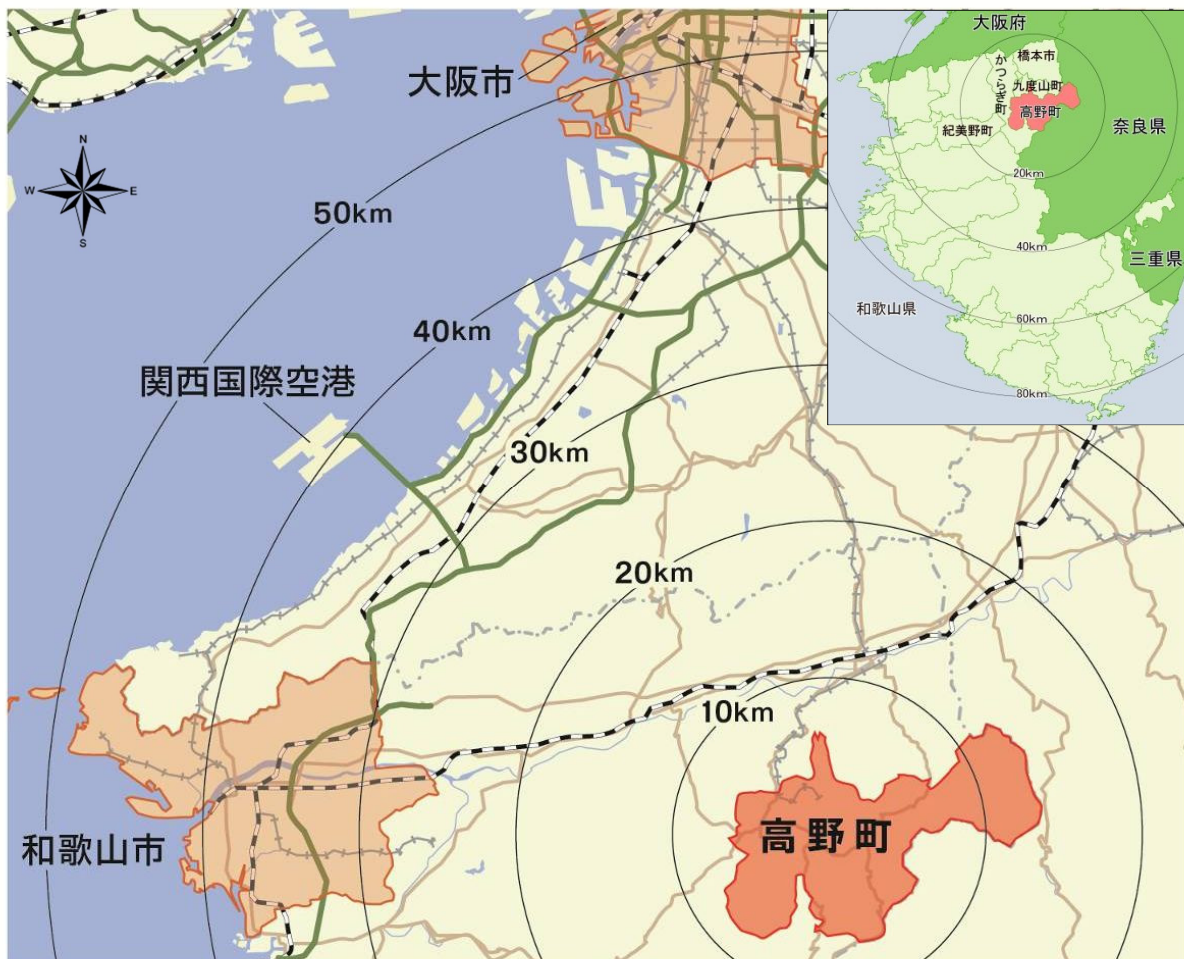 大阪市
N
W
E
S
50km
40km
関西国際空港
30km
20km
10km
和歌山市
高野町
大阪府
橋本市
かつらぎ町
九度山町
高野町
奈良県
紀美野町
20km
40km
三重県
和歌山県
60km
80km